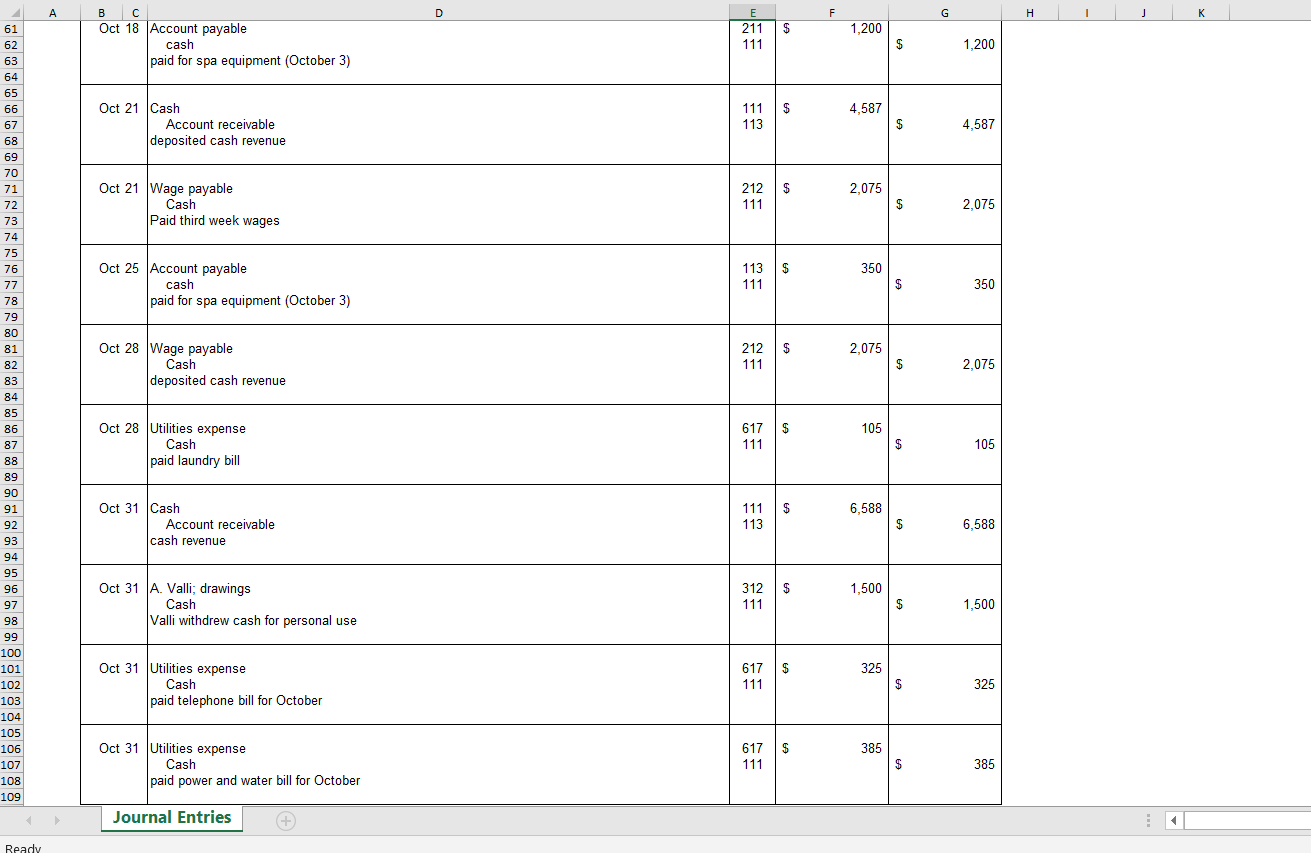 A B C D E F G H I J K
61 Oct 18 Account payable 211 $ 1,200
62 cash 111 $ 1,200
63 paid for spa equipment (October 3)
64
65
66 Oct 21 Cash 111 $ 4,587
67 Account receivable 113 $ 4,587
68 deposited cash revenue
69
70
71 Oct 21 Wage payable 212 $ 2,075
72 Cash 111 $ 2,075
73 Paid third week wages
74
75
76 Oct 25 Account payable 113 $ 350
77 cash 111 $ 350
78 paid for spa equipment (October 3)
79
80
81 Oct 28 Wage payable 212 $ 2,075
82 Cash 111 $ 2,075
83 deposited cash revenue
84
85
86 Oct 28 Utilities expense 617 $ 105
87 Cash 111 $ 105
88 paid laundry bill
89
90
91 Oct 31 Cash 111 $ 6,588
92 Account receivable 113 $ 6,588
93 cash revenue
94
95
96 Oct 31 A. Valli; drawings 312 $ 1,500
97 Cash 111 $ 1,500
98 Valli withdrew cash for personal use
99
100
101 Oct 31 Utilities expense 617 $ 325
102 Cash 111 $ 325
103 paid telephone bill for October
104
105
106 Oct 31 Utilities expense 617 $ 385
107 Cash 111 $ 385
108 paid power and water bill for October
109
Journal Entries
Ready